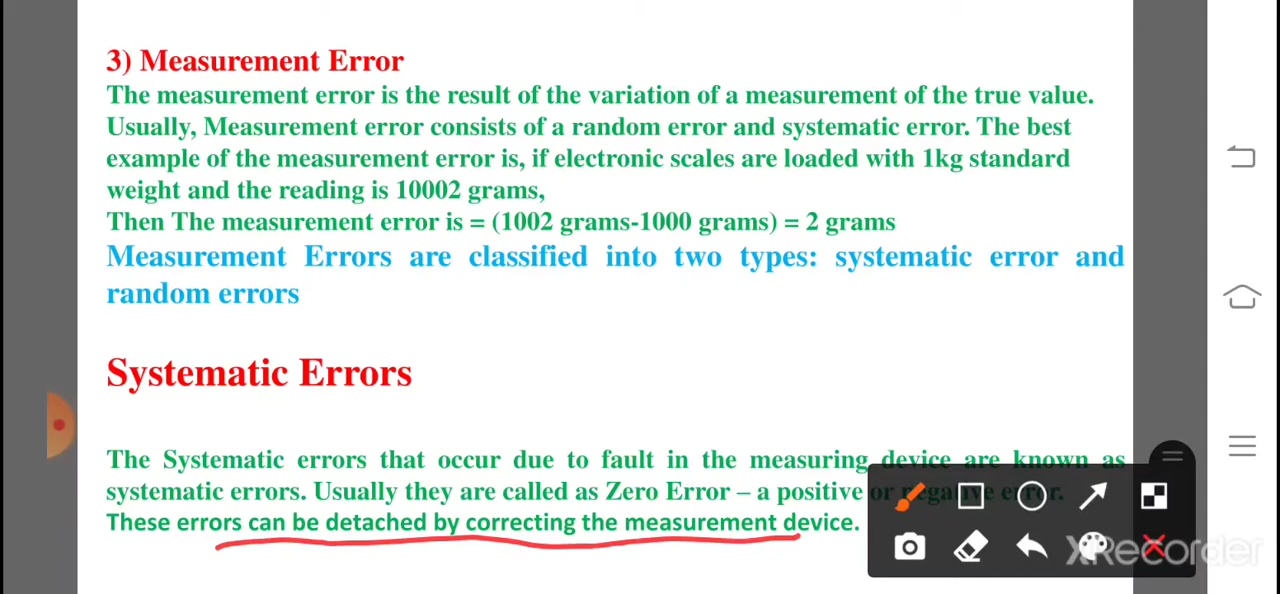 3) Measurement Error
The measurement error is the result of the variation of a measurement of the true value.
Usually, Measurement error consists of a random error and systematic error. The best
example of the measurement error is, if electronic scales are loaded with 1kg standard
weight and the reading is 10002 grams,
Then The measurement error is = (1002 grams-1000 grams) = 2 grams
Measurement Errors are classified into two types: systematic error and
random errors
Systematic Errors
The Systematic errors that occur due to fault in the measuring device are known as
systematic errors. Usually they are called as Zero Error – a positive or negative error.
These errors can be detached by correcting the measurement device.
XRecorder